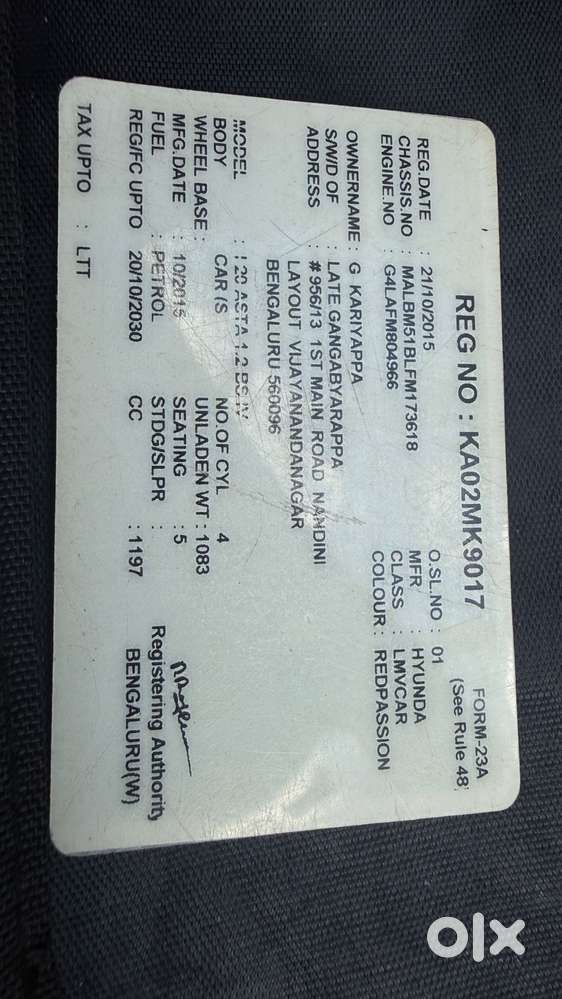 FORM-23A
(See Rule 48
REG NO : KA02MK9017
REG.DATE : 21/10/2015 O.SL.NO : 01
CHASSIS.NO : MALBM51BLFM173618 MFR : HYUNDA
ENGINE.NO : G4LAFM804966 CLASS : LMVCAR
COLOUR : REDPASSION
OWNERNAME : G KARIYAPPA
S/W/D OF : LATE GANGABYARAPPA
ADDRESS : # 956/13 1ST MAIN ROAD NANDINI
LAYOUT VIJAYANANDANAGAR
BENGALURU 560096
MODEL : I 20 ASTA 1.2 BS IV
BODY CAR (S NO.OF CYL 4
WHEEL BASE : UNLADEN WT : 1083
MFG.DATE : 10/2015 SEATING : 5
FUEL : PETROL STDG/SLPR :
REG/FC UPTO 20/10/2030 CC : 1197
TAX UPTO : LTT
Registering Authority
BENGALURU(W)
olx